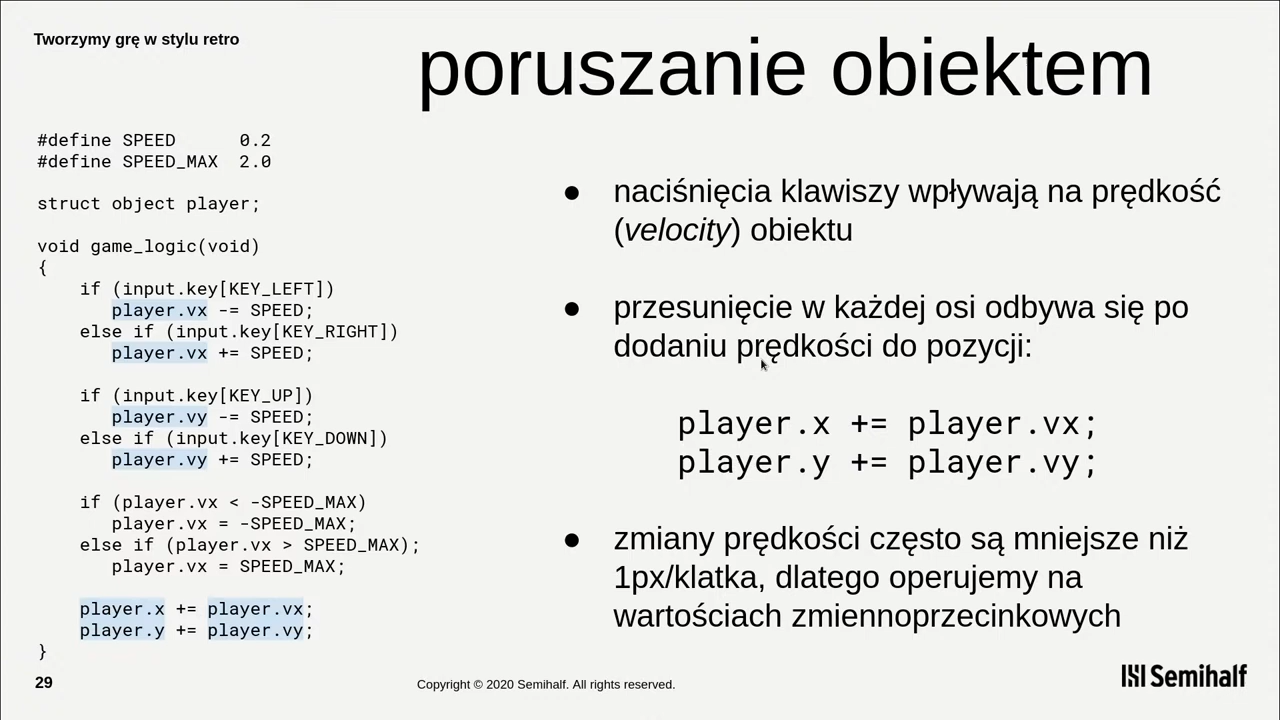 Tworzymy grę w stylu retro
poruszanie obiektem
#define SPEED      0.2
#define SPEED_MAX  2.0
struct object player;
void game_logic(void)
{
    if (input.key[KEY_LEFT])
       player.vx -= SPEED;
    else if (input.key[KEY_RIGHT])
       player.vx += SPEED;
    if (input.key[KEY_UP])
       player.vy -= SPEED;
    else if (input.key[KEY_DOWN])
       player.vy += SPEED;
    if (player.vx < -SPEED_MAX)
       player.vx = -SPEED_MAX;
    else if (player.vx > SPEED_MAX);
       player.vx = SPEED_MAX;
    player.x += player.vx;
    player.y += player.vy;
}
● naciśnięcia klawiszy wpływają na prędkość
(velocity) obiektu
● przesunięcie w każdej osi odbywa się po
dodaniu prędkości do pozycji:
player.x += player.vx;
player.y += player.vy;
● zmiany prędkości często są mniejsze niż
1px/klatka, dlatego operujemy na
wartościach zmiennoprzecinkowych
29
Copyright © 2020 Semihalf. All rights reserved.
Semihalf